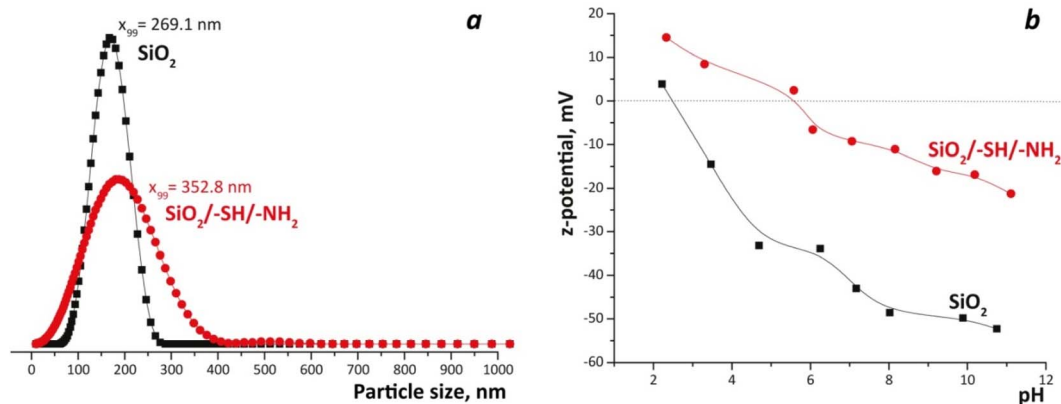 a
x₉₉= 269.1 nm
SiO₂
x₉₉= 352.8 nm
SiO₂/-SH/-NH₂
0 100 200 300 400 500 600 700 800 900 1000
Particle size, nm
b
z-potential, mV
20
10
0
-10
-20
-30
-40
-50
-60
SiO₂/-SH/-NH₂
SiO₂
2 4 6 8 10 12
pH